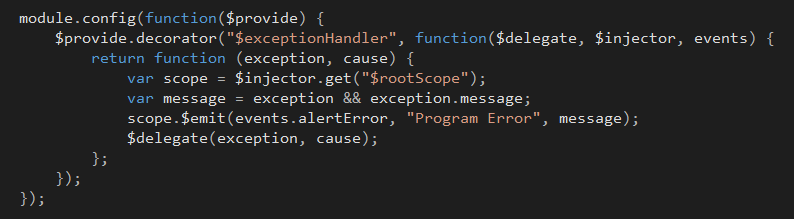 module.config(function($provide) {
    $provide.decorator("$exceptionHandler", function($delegate, $injector, events) {
        return function (exception, cause) {
            var scope = $injector.get("$rootScope");
            var message = exception && exception.message;
            scope.$emit(events.alertError, "Program Error", message);
            $delegate(exception, cause);
        };
    });
});